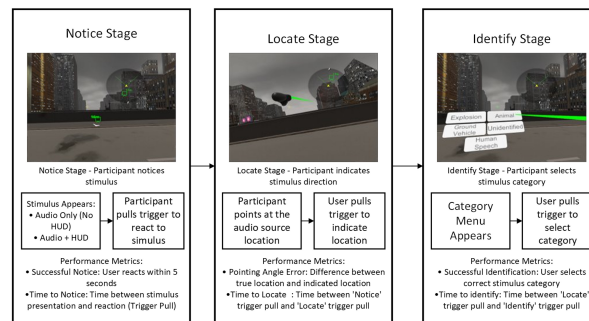 Notice Stage
Notice Stage - Participant notices
stimulus
Stimulus Appears:
• Audio Only (No
HUD)
• Audio + HUD
Participant
pulls trigger to
react to
simulus
Performance Metrics:
• Successful Notice: User reacts within 5
seconds
•Time to Notice: Time between stimulus
presentation and reaction (Trigger Pull)
Locate Stage
Locate Stage - Participant indicates
stimulus direction
Participant
points at the
audio source
location
User pulls
trigger to
indicate
location
Performance Metrics:
• Pointing Angle Error: Difference between
true location and indicated location
•Time to Locate : Time between 'Notice'
trigger pull and 'Locate' trigger pull
Identify Stage
Explosion
Animal
Ground
Vehicle
Unidentified
Human
Speech
Identify Stage - Participant selects
stimulus category
Category
Menu
Appears
User pulls
trigger to
select
category
Performance Metrics:
• Successful Identification: User selects
correct stimulus category
•Time to identify: Time between 'Locate'
trigger pull and 'Identify' trigger pull